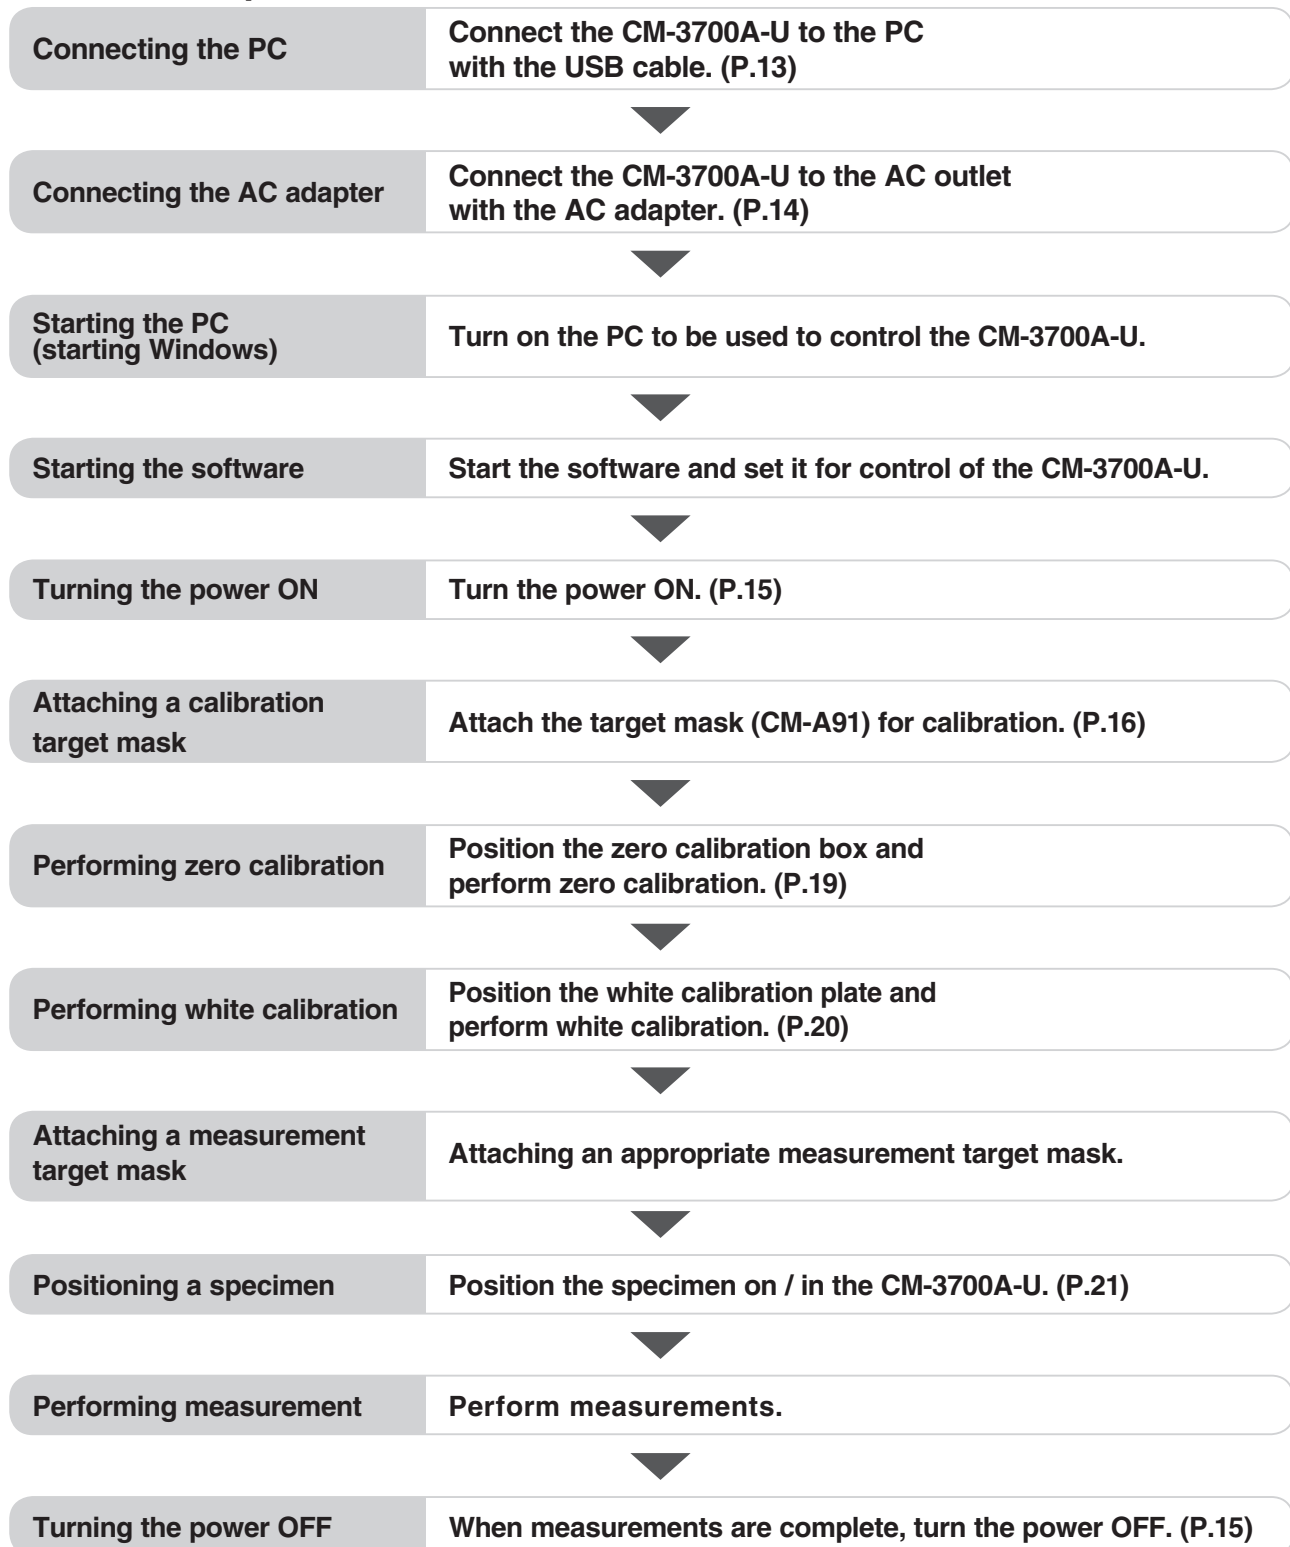 Connecting the PC
Connect the CM-3700A-U to the PC
with the USB cable. (P.13)
Connecting the AC adapter
Connect the CM-3700A-U to the AC outlet
with the AC adapter. (P.14)
Starting the PC
(starting Windows)
Turn on the PC to be used to control the CM-3700A-U.
Starting the software
Start the software and set it for control of the CM-3700A-U.
Turning the power ON
Turn the power ON. (P.15)
Attaching a calibration
target mask
Attach the target mask (CM-A91) for calibration. (P.16)
Performing zero calibration
Position the zero calibration box and
perform zero calibration. (P.19)
Performing white calibration
Position the white calibration plate and
perform white calibration. (P.20)
Attaching a measurement
target mask
Attaching an appropriate measurement target mask.
Positioning a specimen
Position the specimen on / in the CM-3700A-U. (P.21)
Performing measurement
Perform measurements.
Turning the power OFF
When measurements are complete, turn the power OFF. (P.15)